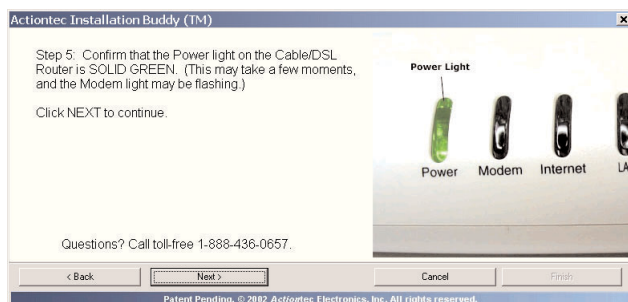 Actiontec Installation Buddy (TM)
Step 5: Confirm that the Power light on the Cable/DSL
Router is SOLID GREEN. (This may take a few moments,
and the Modem light may be flashing.)
Click NEXT to continue.
Power Light
Power Modem Internet LA
Questions? Call toll-free 1-888-436-0657.
< Back Next > Cancel Finish
Patent Pending. © 2002 Actiontec Electronics, Inc. All rights reserved.